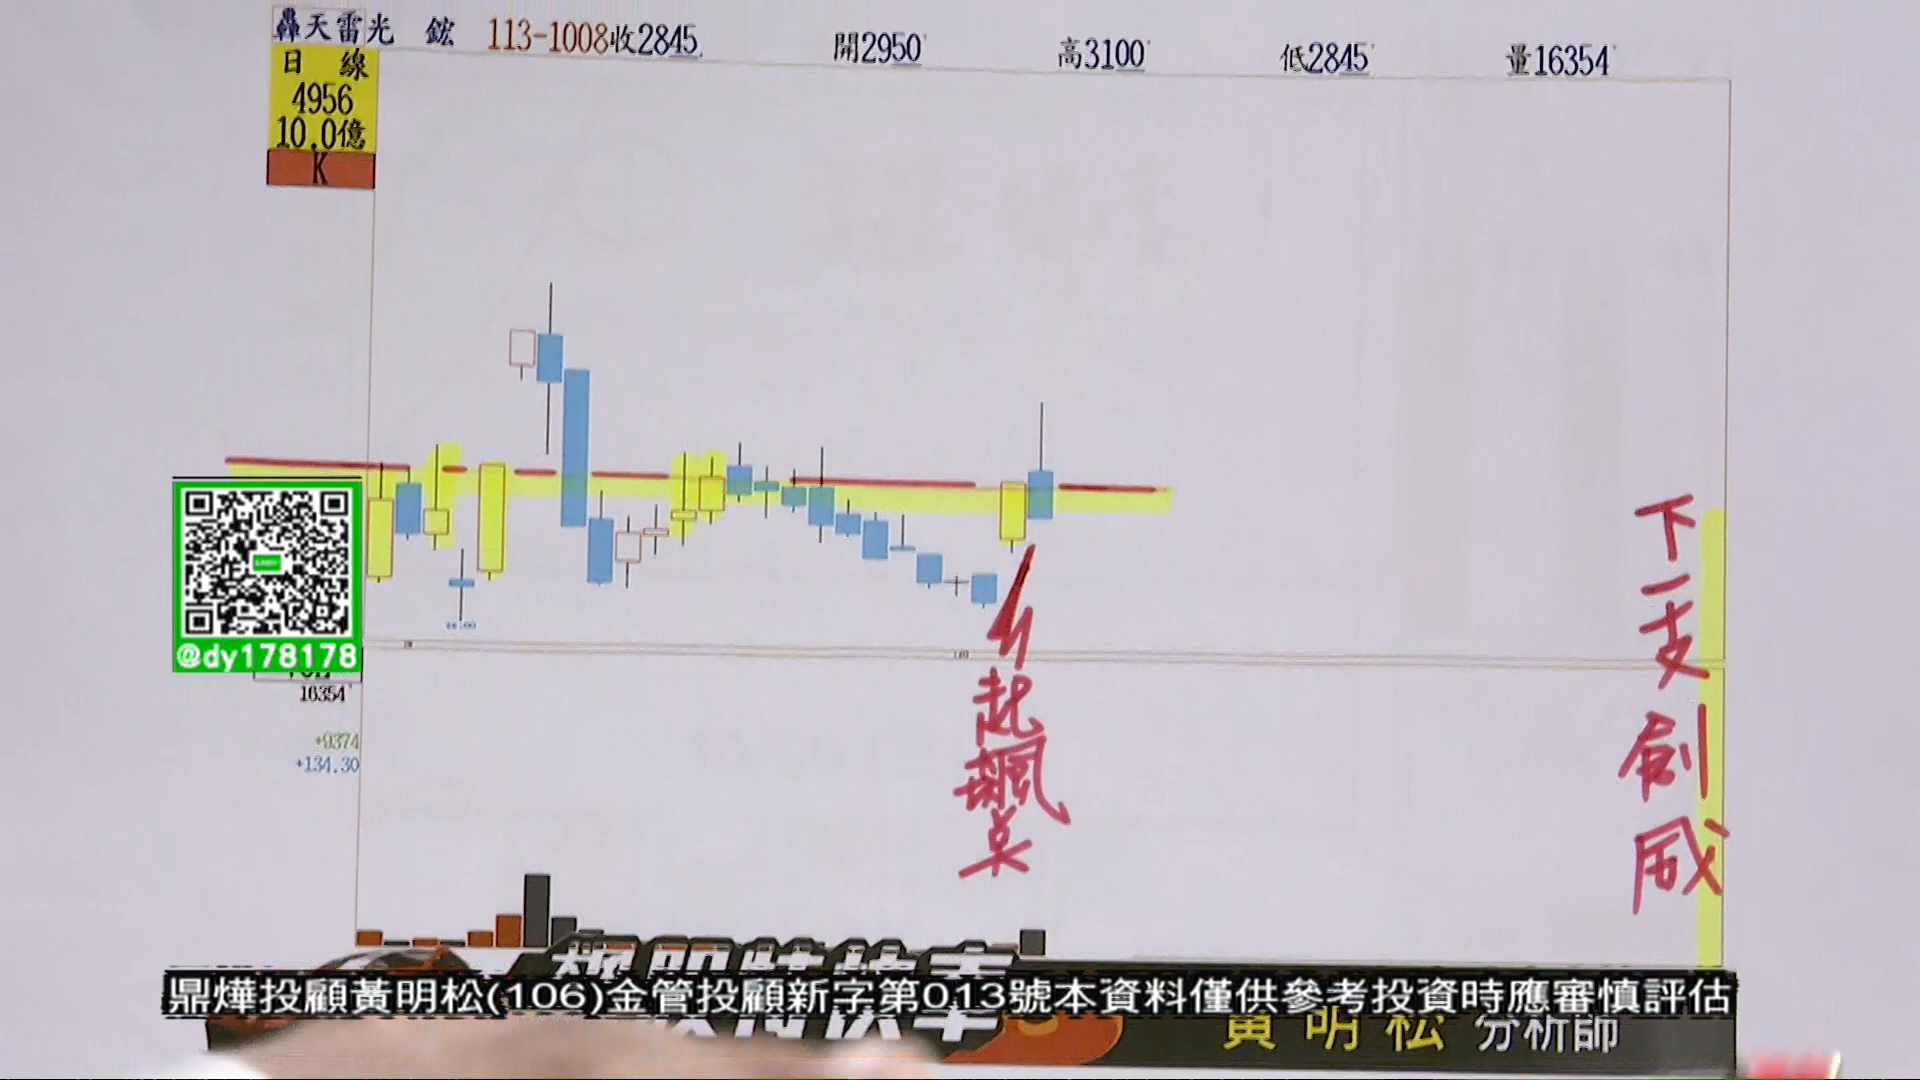 轟天雷光 鋐 113-1008收2845 開2950 高3100 低2845 量16354
日 線
4956
10.0億
K
@dy178178
16354
+9374
+134.30
起飆点
下一支創威
鼎燁投顧黃明松(106)金管投顧新字第013號本資料僅供參考投資時應審慎評估
黃明松 分析師